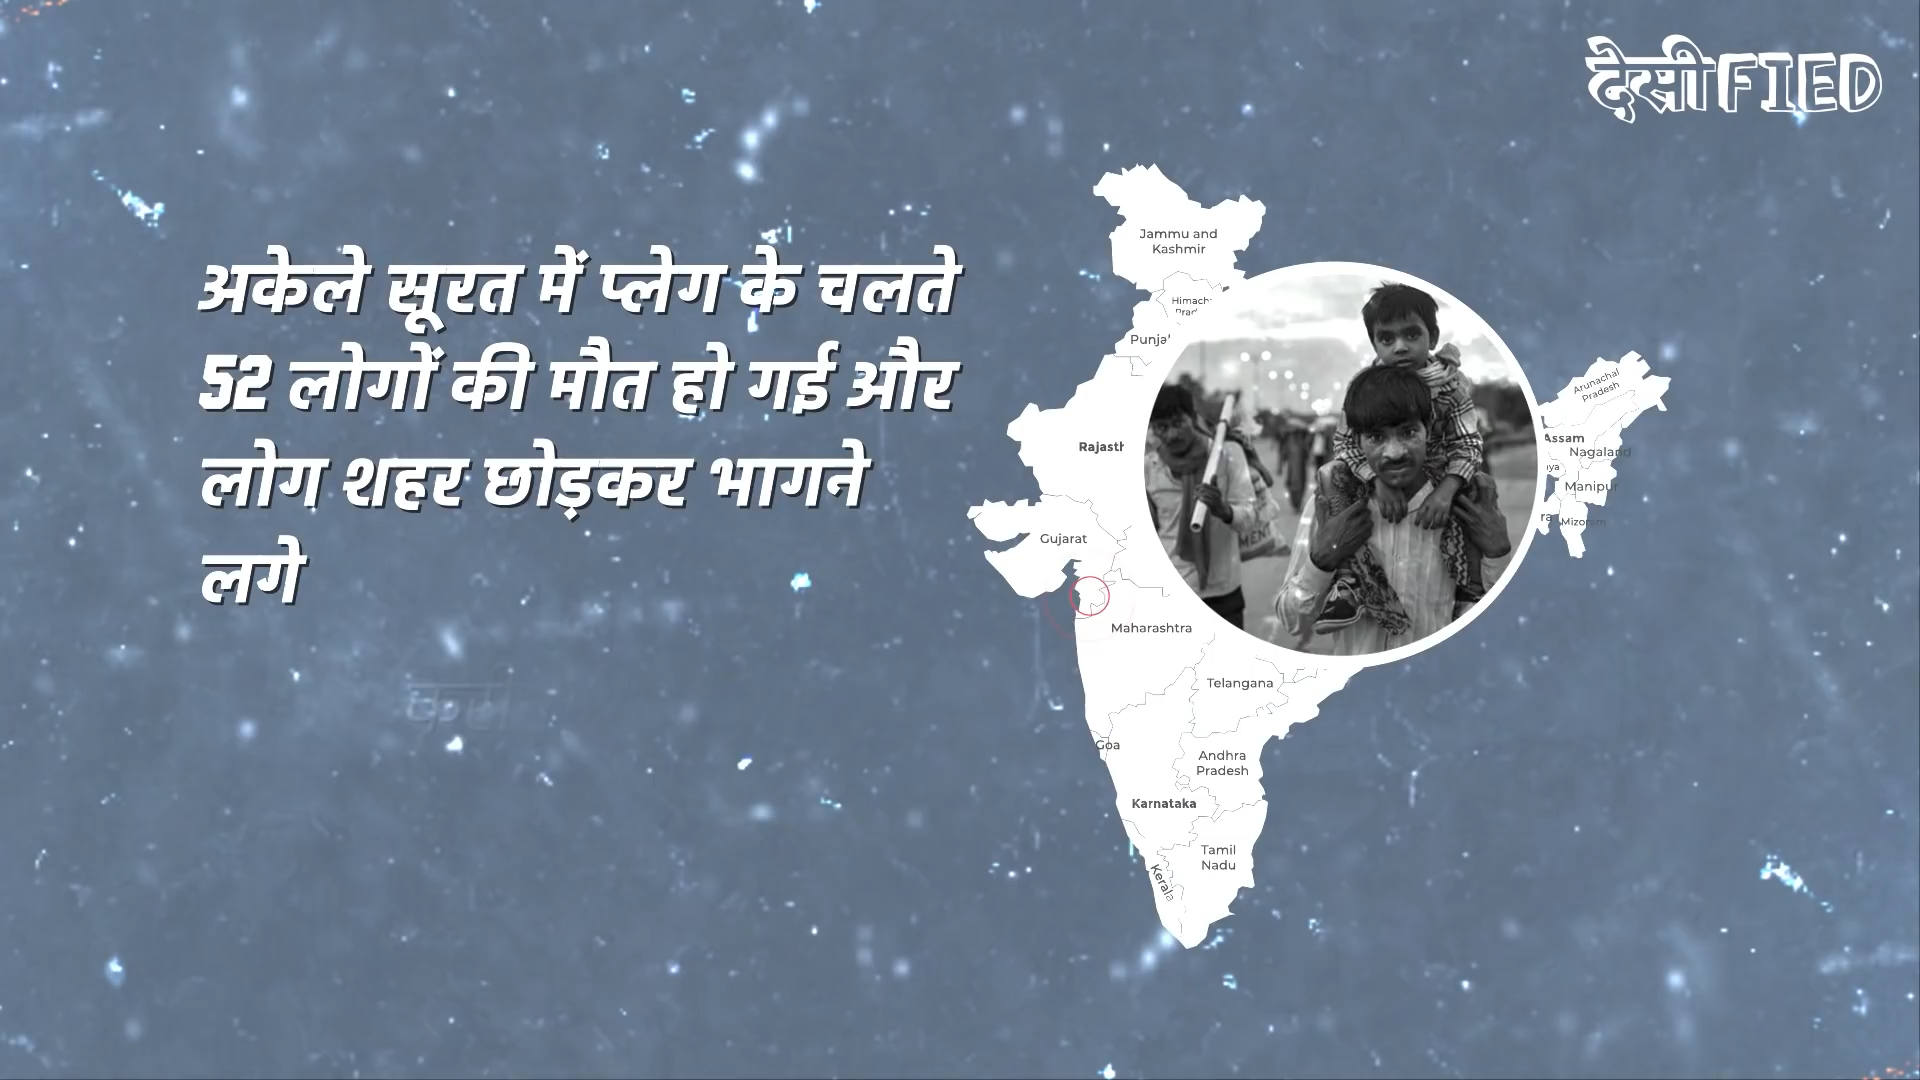 देसीFIED
अकेले सूरत में प्लेग के चलते
52 लोगों की मौत हो गई और
लोग शहर छोड़कर भागने
लगे
Jammu and
Kashmir
Arunachal
Pradesh
Rajasth
Assam
Nagaland
Manipur
Mizoram
Gujarat
Maharashtra
Telangana
Goa
Andhra
Pradesh
Karnataka
Tamil
Nadu
Kerala